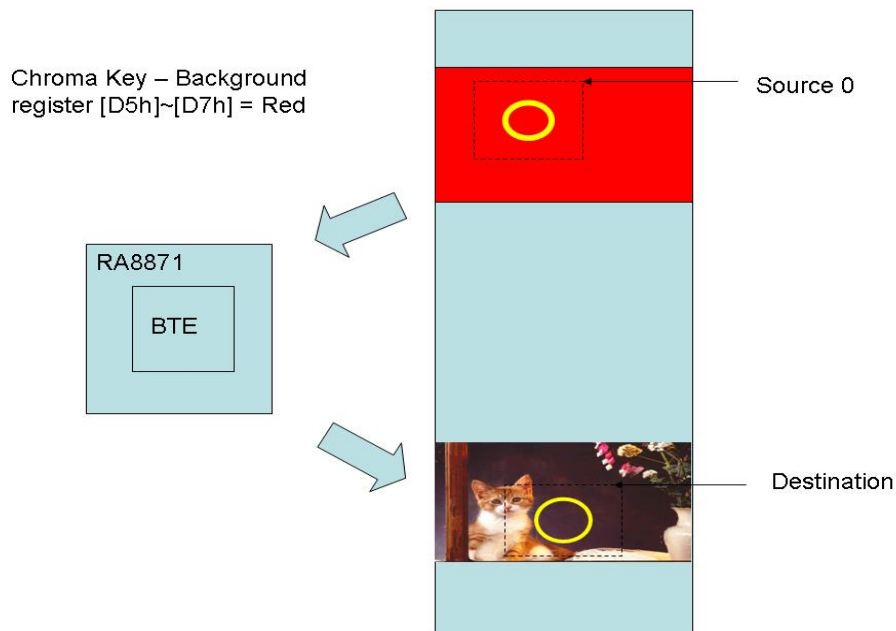 Chroma Key – Background
register [D5h]~[D7h] = Red
Source 0
RA8871
BTE
Destination